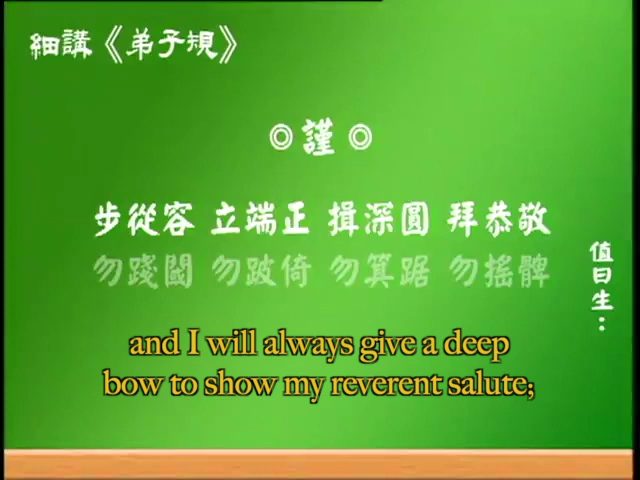 細講《弟子規》
◎謹◎
步從容 立端正 揖深圓 拜恭敬
勿踐閾 勿跛倚 勿箕踞 勿搖髀
值日生：
and I will always give a deep
bow to show my reverent salute;